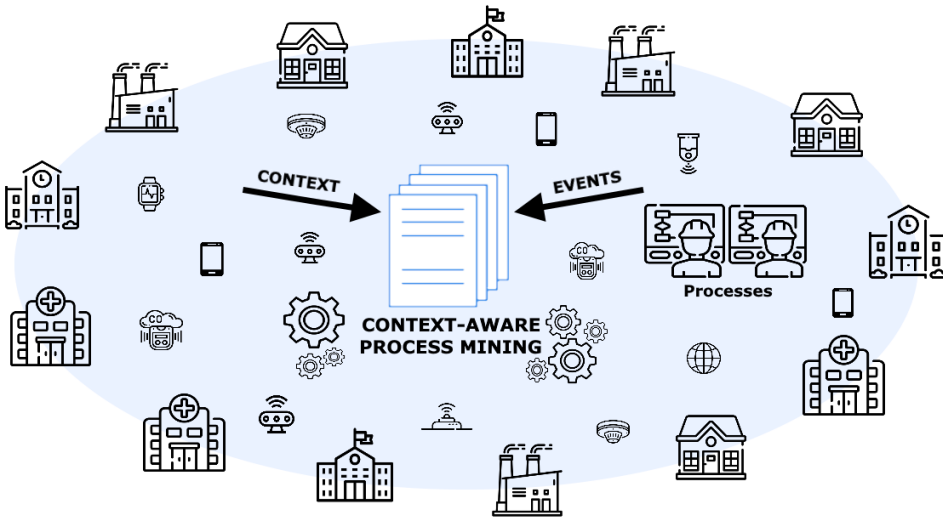 CONTEXT
EVENTS
Processes
CONTEXT-AWARE
PROCESS MINING
CO
CO